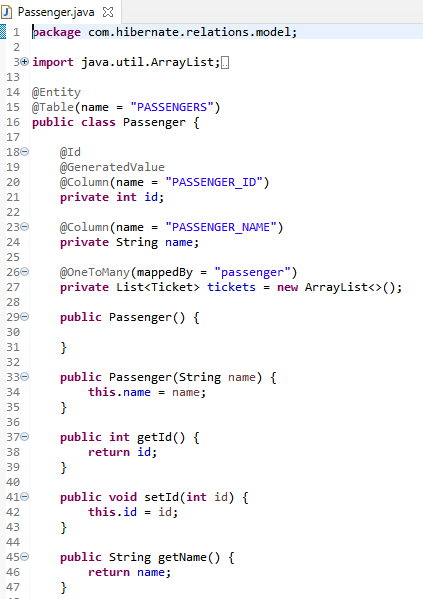 Passenger.java
1 package com.hibernate.relations.model;
2
3 import java.util.ArrayList;
13
14 @Entity
15 @Table(name = "PASSENGERS")
16 public class Passenger {
17
18     @Id
19     @GeneratedValue
20     @Column(name = "PASSENGER_ID")
21     private int id;
22
23     @Column(name = "PASSENGER_NAME")
24     private String name;
25
26     @OneToMany(mappedBy = "passenger")
27     private List<Ticket> tickets = new ArrayList<>();
28
29     public Passenger() {
30
31     }
32
33     public Passenger(String name) {
34         this.name = name;
35     }
36
37     public int getId() {
38         return id;
39     }
40
41     public void setId(int id) {
42         this.id = id;
43     }
44
45     public String getName() {
46         return name;
47     }